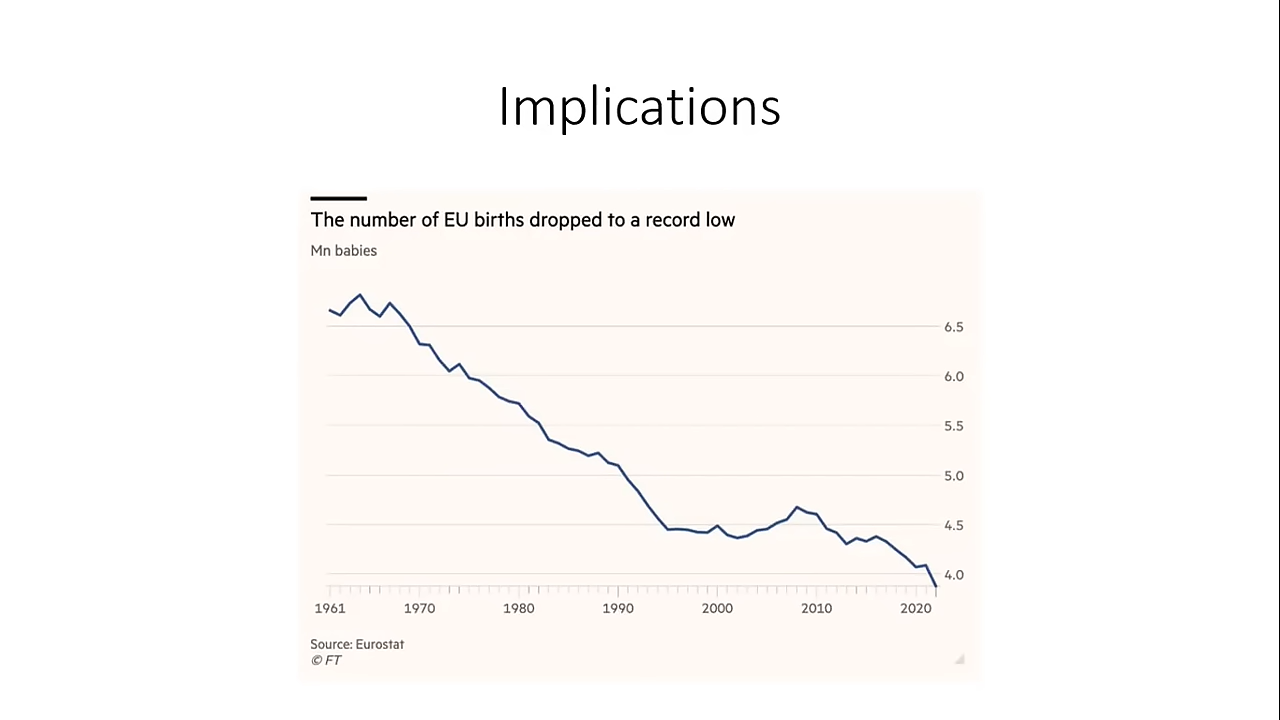 Implications
The number of EU births dropped to a record low
Mn babies
6.5
6.0
5.5
5.0
4.5
4.0
1961 1970 1980 1990 2000 2010 2020
Source: Eurostat
© FT